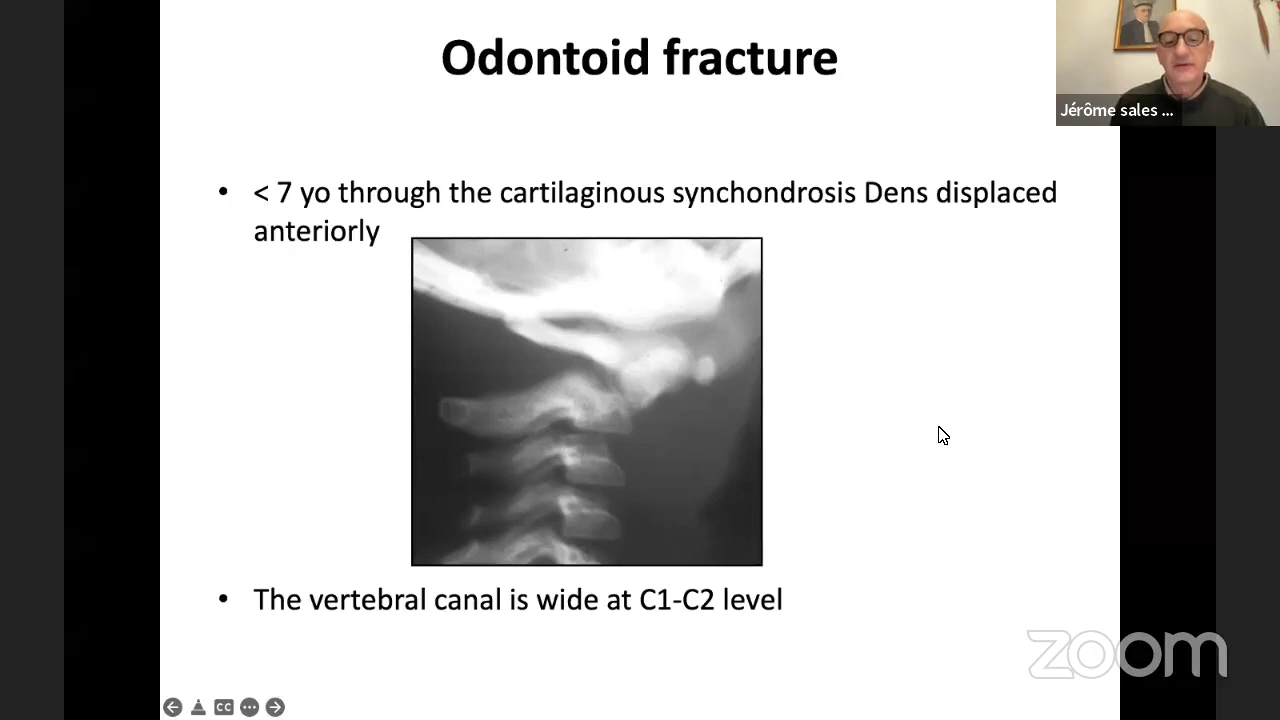 Odontoid fracture
Jérôme sales ...
• < 7 yo through the cartilaginous synchondrosis Dens displaced
anteriorly
• The vertebral canal is wide at C1-C2 level
zoom
CC